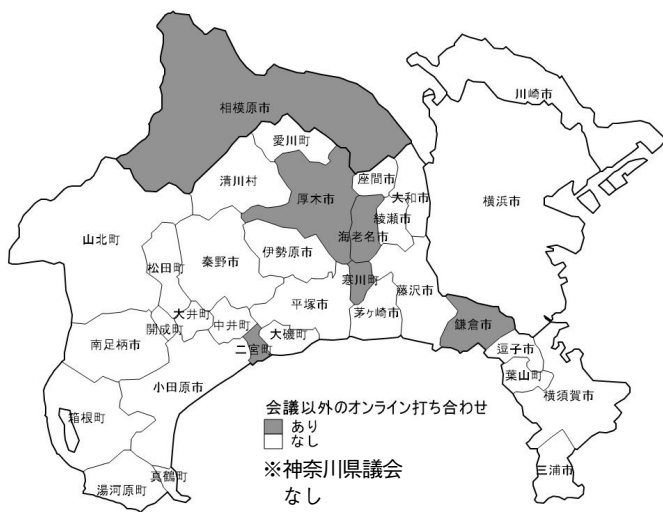 川崎市
相模原市
愛川町
座間市
清川村
厚木市
大和市
横浜市
綾瀬市
海老名市
山北町
秦野市
伊勢原市
松田町
寒川町
藤沢市
平塚市
大井町
茅ヶ崎市
鎌倉市
開成町
中井町
大磯町
南足柄市
二宮町
逗子市
葉山町
小田原市
横須賀市
箱根町
会議以外のオンライン打ち合わせ
あり
なし
※神奈川県議会
なし
三浦市
真鶴町
湯河原町